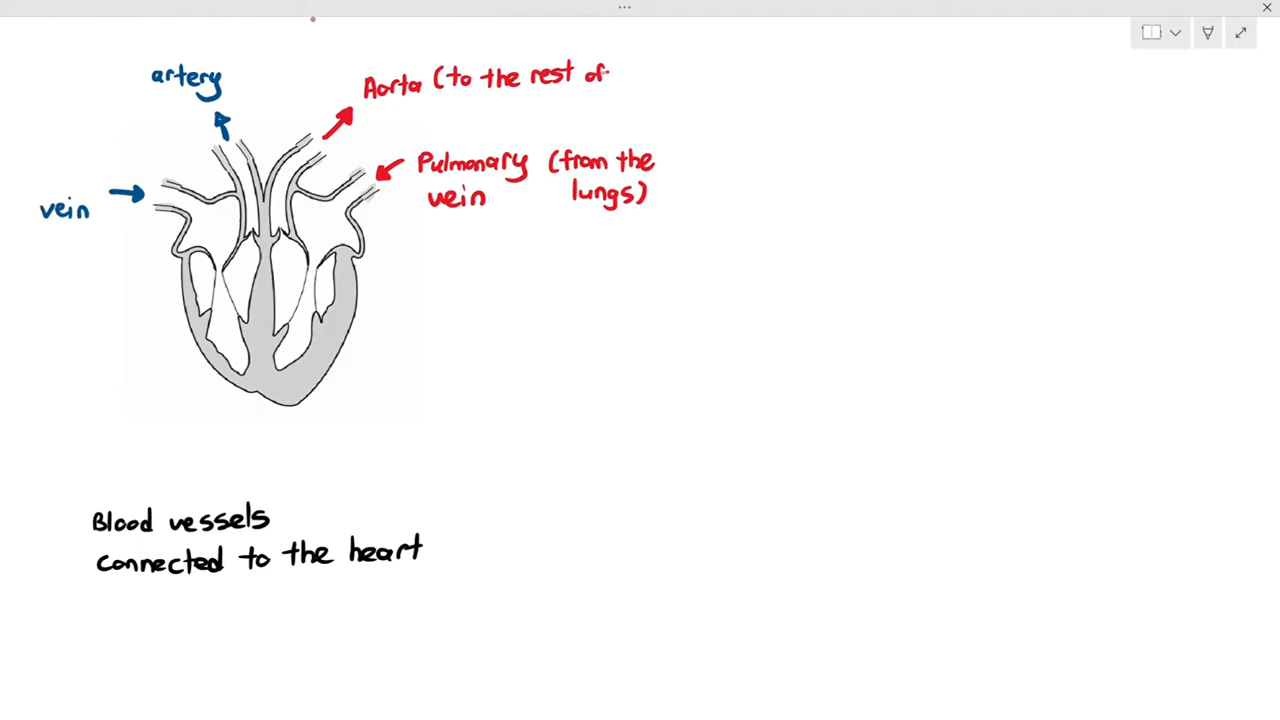 artery
Aorta (to the rest of
Pulmonary (from the
vein lungs)
vein
Blood vessels
connected to the heart